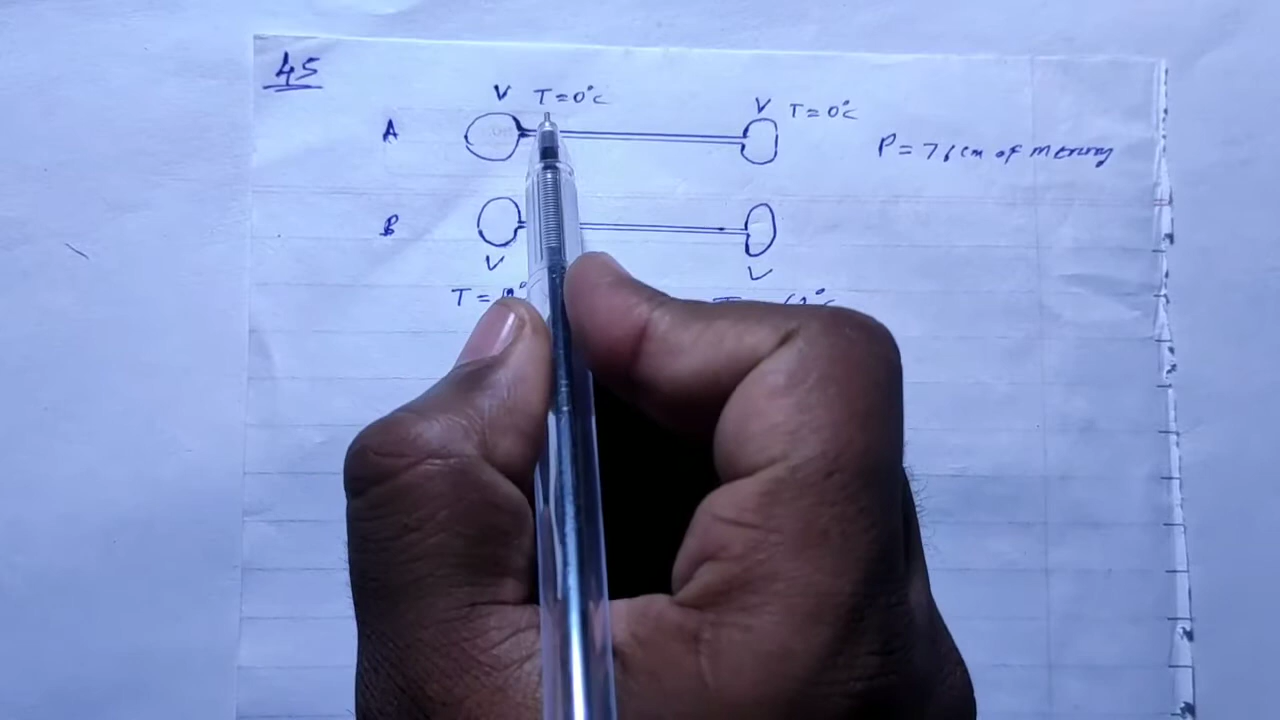 45
V T=0°C V T=0°C
A P = 76 cm of mercury
B
V V
T =